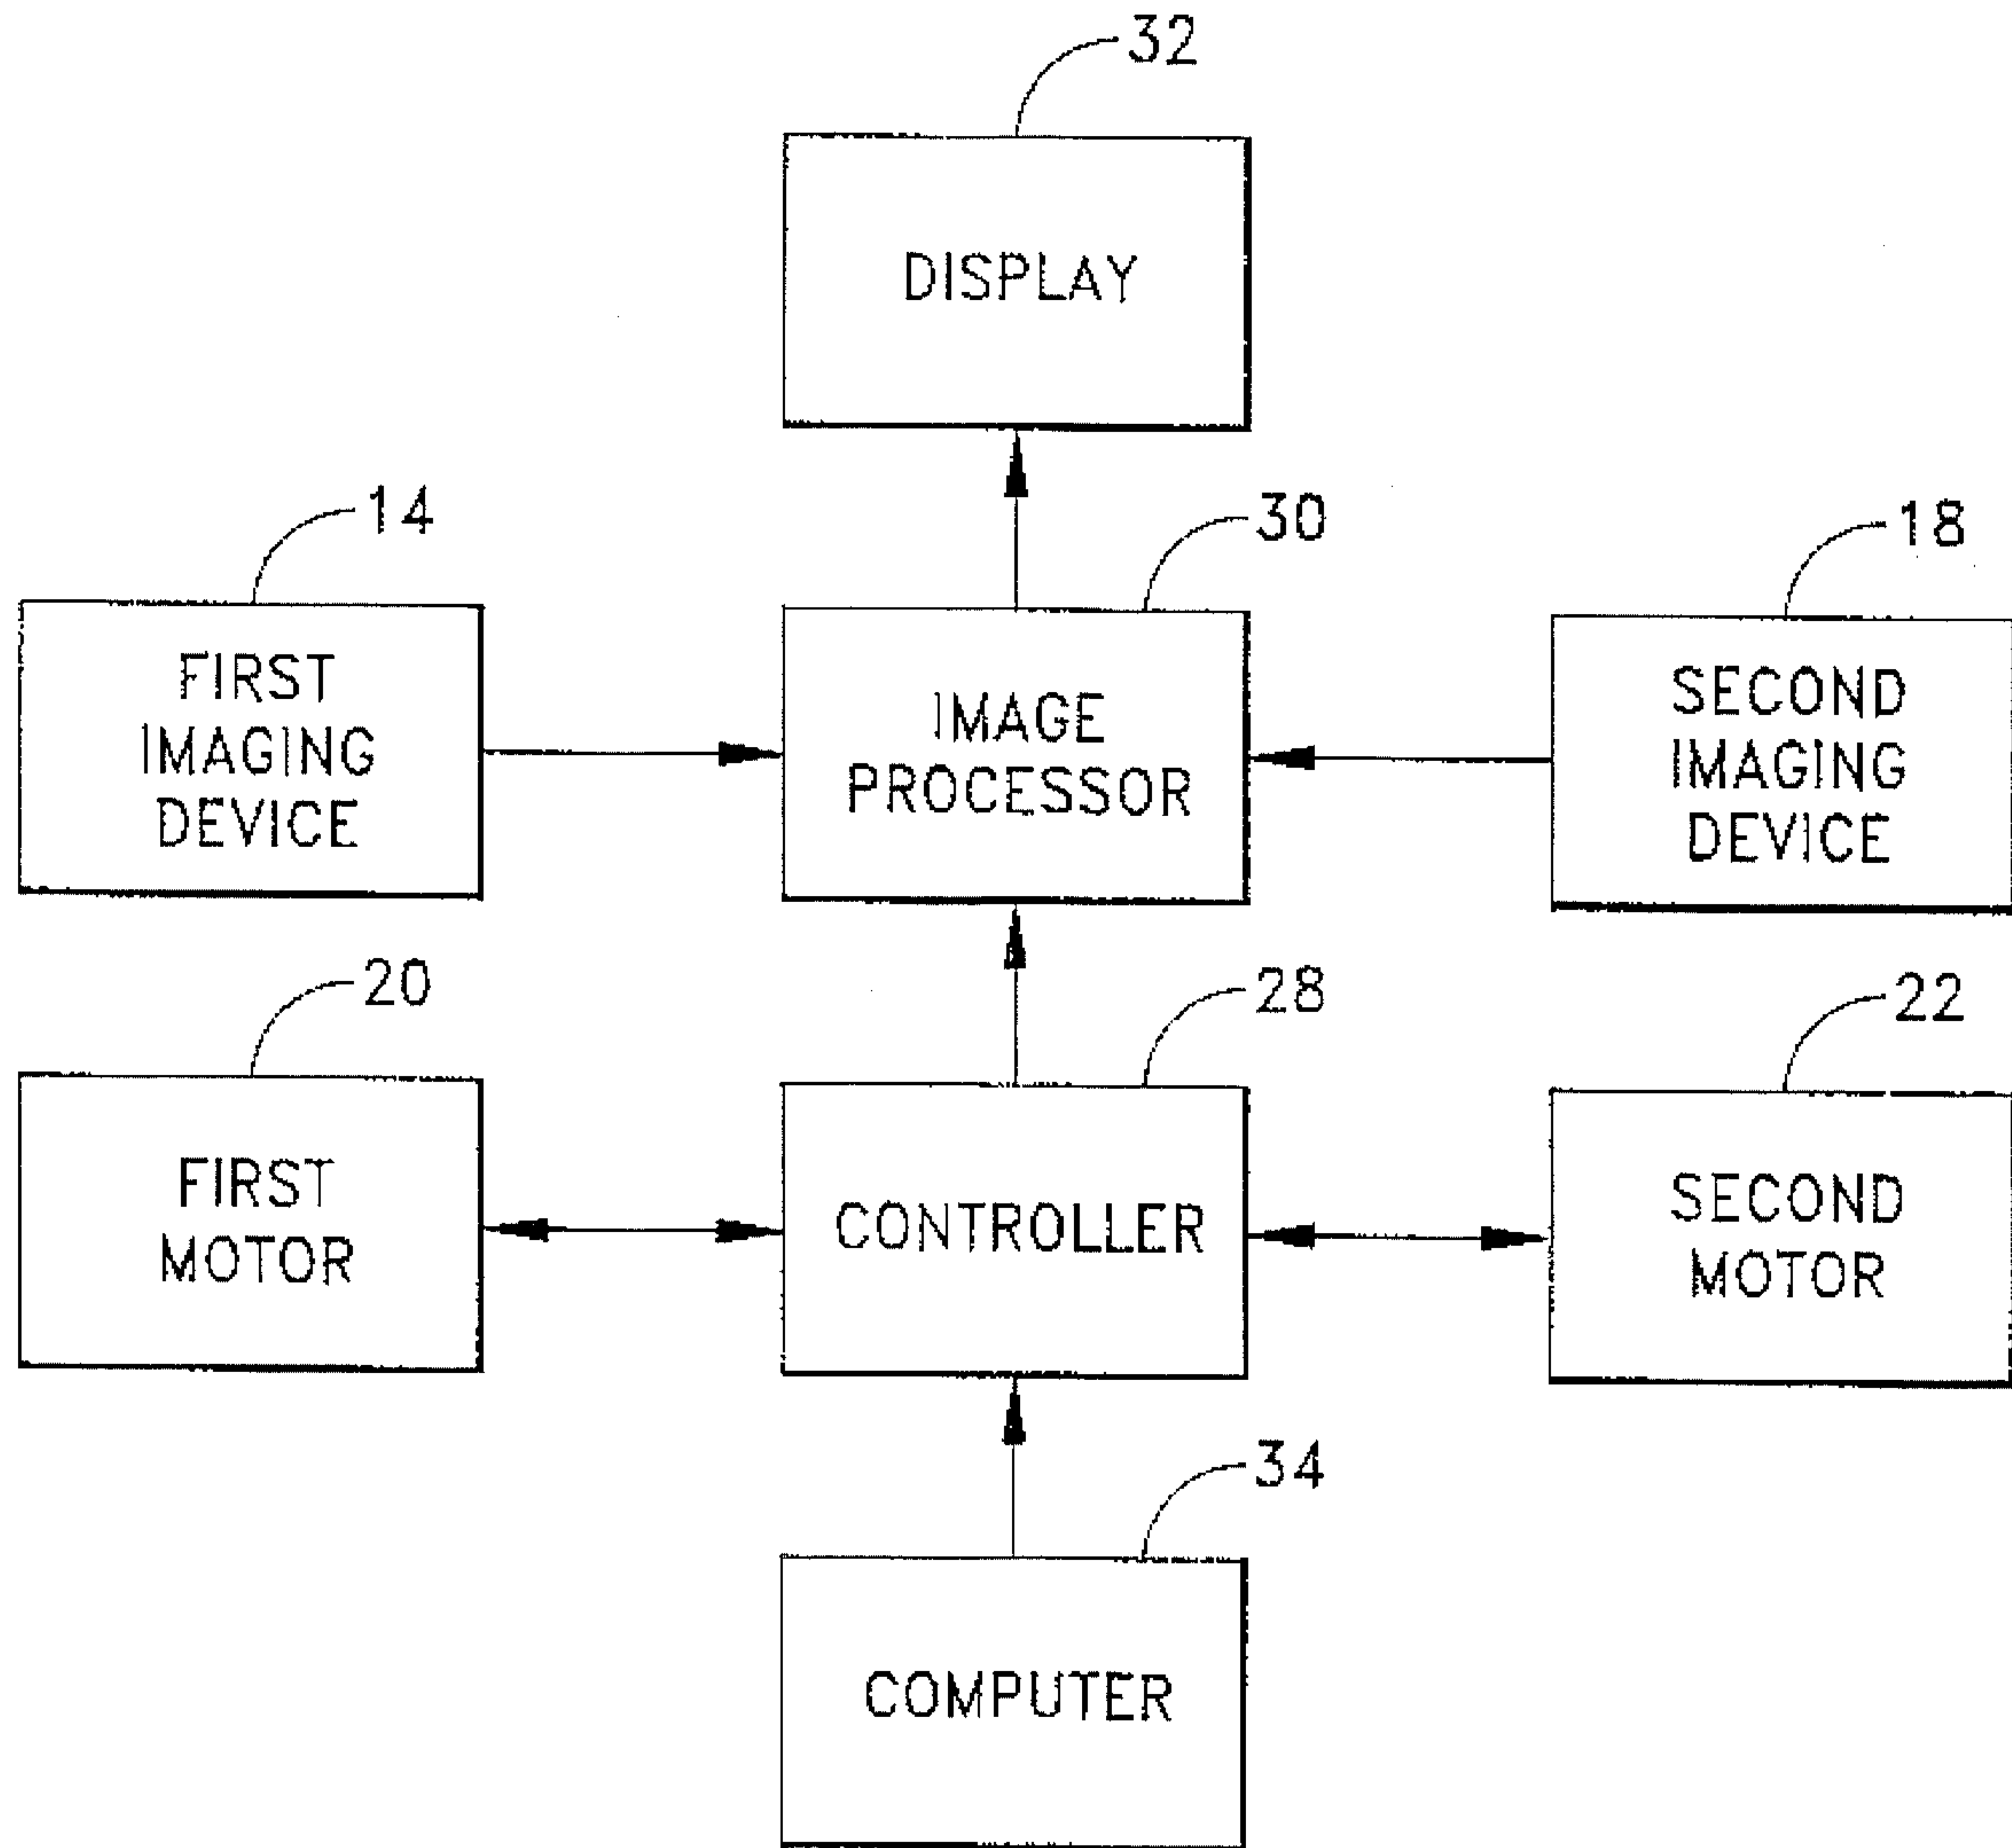 32
DISPLAY
14
30
18
FIRST
IMAGING
DEVICE
IMAGE
PROCESSOR
SECOND
IMAGING
DEVICE
20
28
22
FIRST
MOTOR
CONTROLLER
SECOND
MOTOR
34
COMPUTER